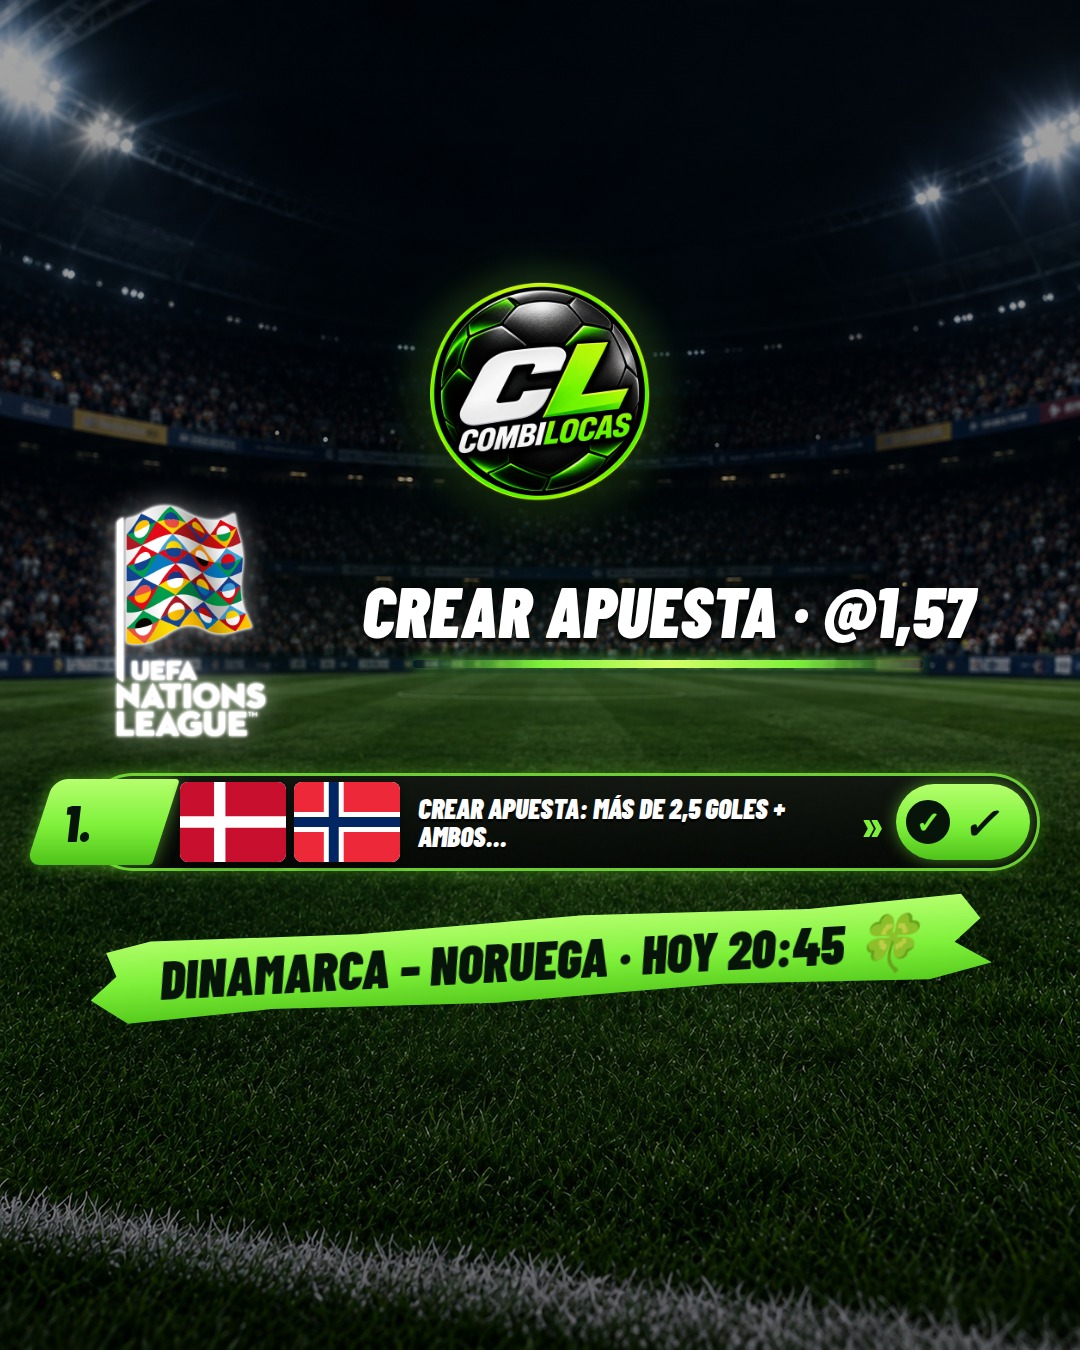 CL
COMBILOCAS
UEFA
NATIONS
LEAGUE™
CREAR APUESTA · @1,57
1.
CREAR APUESTA: MÁS DE 2,5 GOLES +
AMBOS...
»
✓ ✓
DINAMARCA – NORUEGA · HOY 20:45 🍀